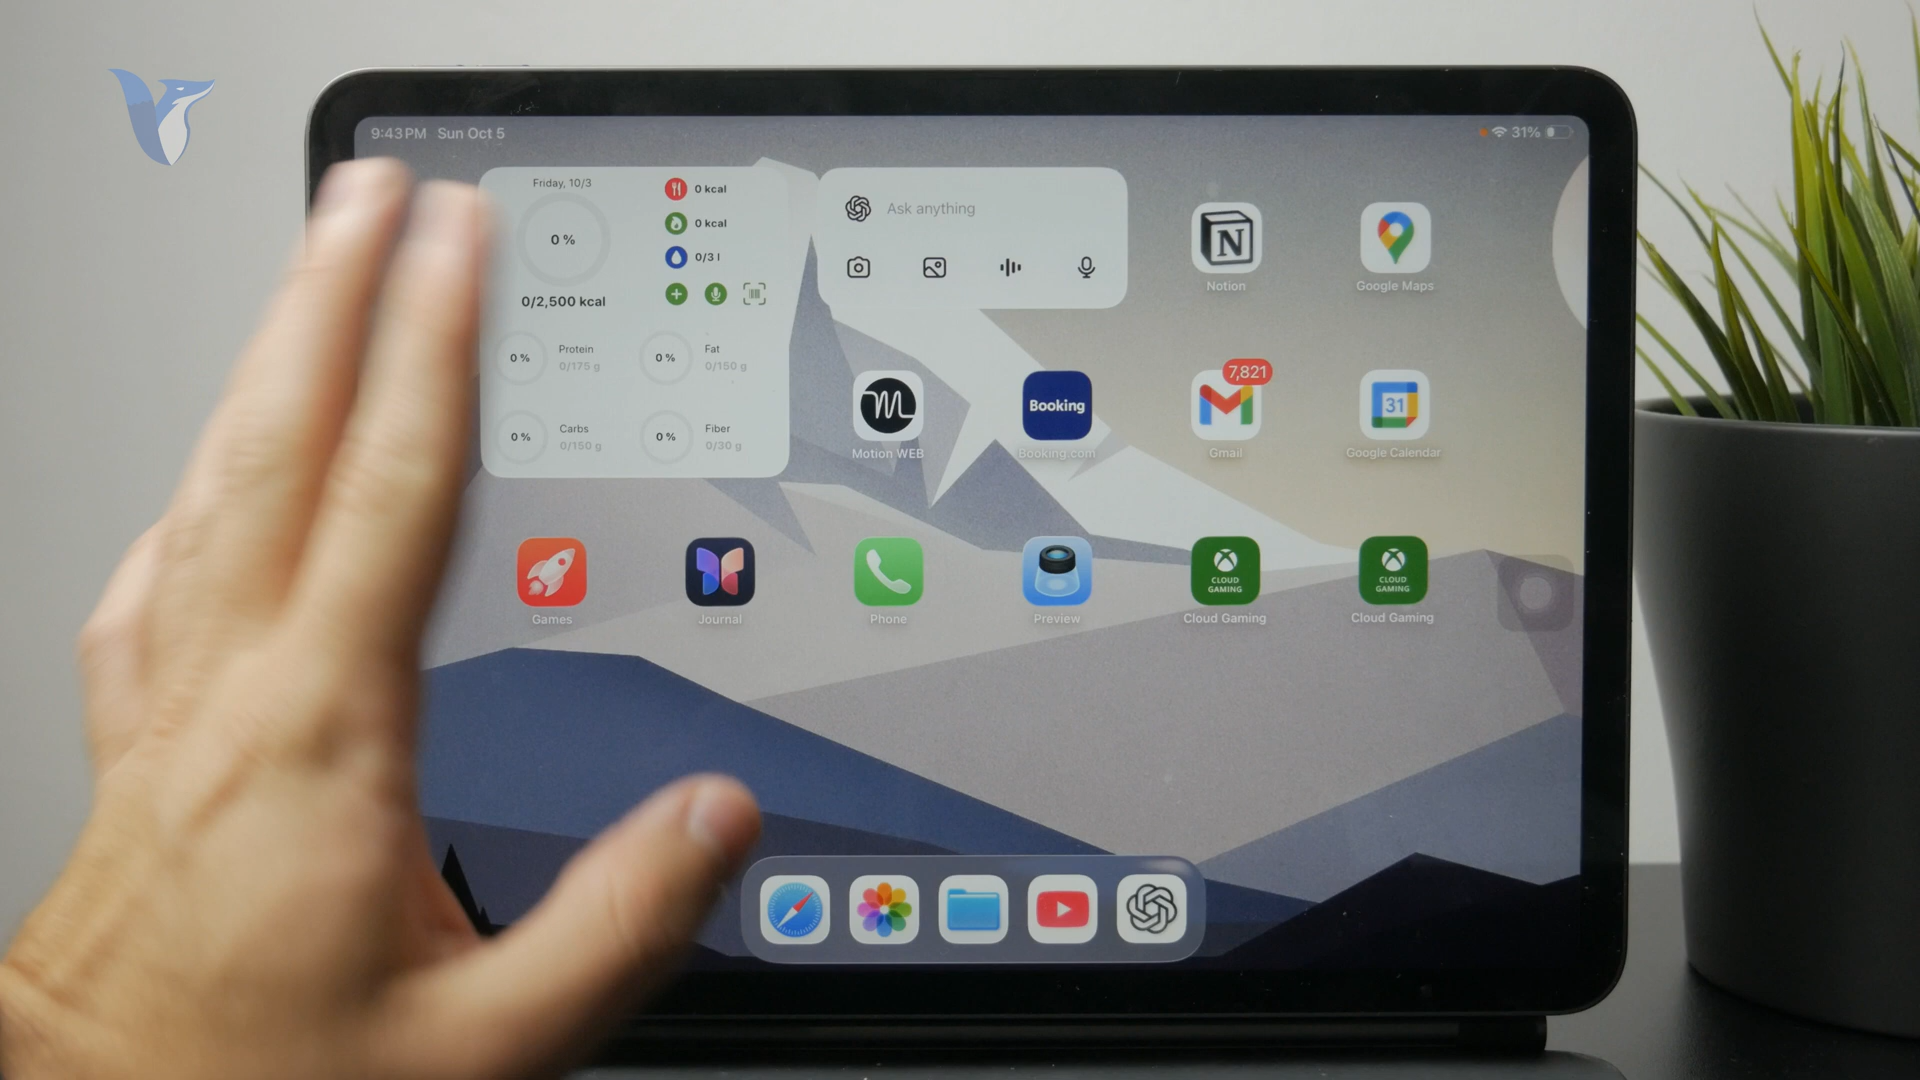 9:43 PM Sun Oct 5
31%
Friday, 10/3
0 %
0/2,500 kcal
0 kcal
0 kcal
0/3 l
0 %
Protein
0/175 g
0 %
Fat
0/150 g
0 %
Carbs
0/150 g
0 %
Fiber
0/30 g
Ask anything
Notion
Google Maps
Motion WEB
Booking
Booking.com
7,821
Gmail
31
Google Calendar
Games
Journal
Phone
Preview
CLOUD
GAMING
Cloud Gaming
CLOUD
GAMING
Cloud Gaming